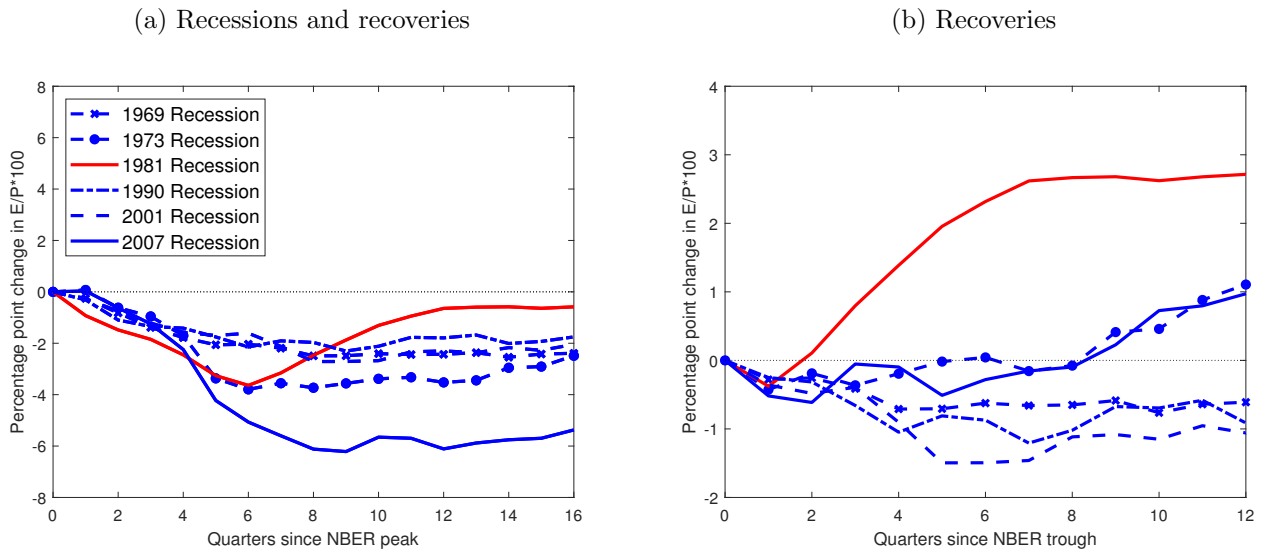 (a) Recessions and recoveries
8
6
4
2
0
-2
-4
-6
-8
Percentage point change in E/P*100
1969 Recession
1973 Recession
1981 Recession
1990 Recession
2001 Recession
2007 Recession
0 2 4 6 8 10 12 14 16
Quarters since NBER peak
(b) Recoveries
4
3
2
1
0
-1
-2
Percentage point change in E/P*100
0 2 4 6 8 10 12
Quarters since NBER trough